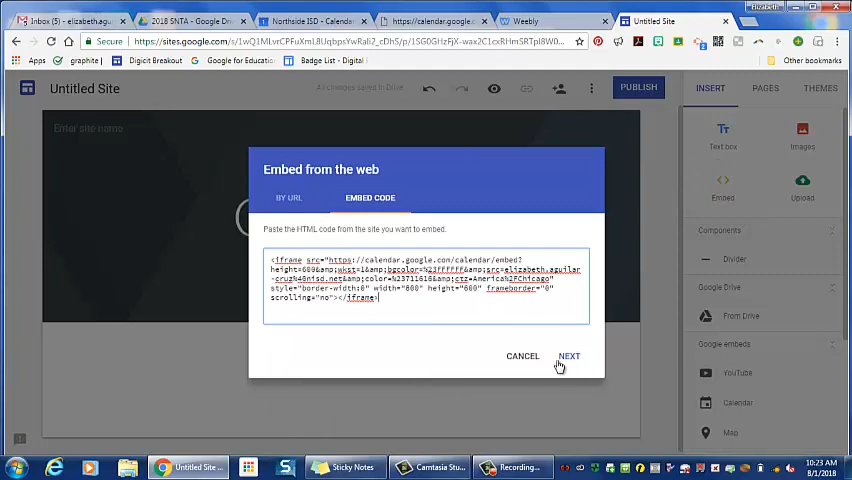 Elizabeth
Inbox (0) - elizabeth.agu
2018 SNTA - Google Dri
Northside ISD - Calendar
https://calendar.google.c
Weebly
Untitled Site
Secure
https://sites.google.com/
Apps
graphite
Digicit Breakout
Google for Education
Badge List - Digital
Other bookmarks
Untitled Site
All changes saved to Drive
PUBLISH
INSERT
PAGES
THEMES
Enter site name
Text box
Images
Embed
Upload
Components
Divider
Google Drive
From Drive
Google embeds
YouTube
Calendar
Map
Embed from the web
BY URL
EMBED CODE
Paste the HTML code from the site you want to embed.
<iframe src="https://calendar.google.com/calendar/embed?
height=600&amp;wkst=1&amp;bgcolor=%23FFFFFF&amp;src=elizabeth.aguilar
-cruz%40nisd.net&amp;color=%23711616&amp;ctz=America%2FChicago"
style="border-width:0" width="800" height="600" frameborder="0"
scrolling="no"></iframe>
CANCEL
NEXT
Untitled Site ...
Sticky Notes
Camtasia Stu...
Recording...
10:23 AM
8/1/2018